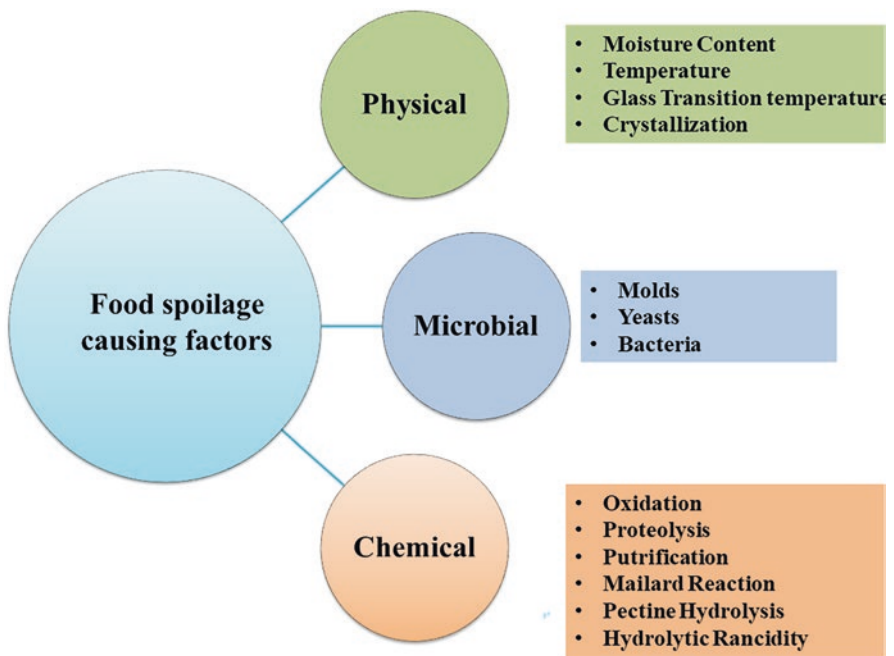 Physical
• Moisture Content
• Temperature
• Glass Transition temperature
• Crystallization
Food spoilage
causing factors
Microbial
• Molds
• Yeasts
• Bacteria
Chemical
• Oxidation
• Proteolysis
• Putrification
• Mailard Reaction
• Pectine Hydrolysis
• Hydrolytic Rancidity